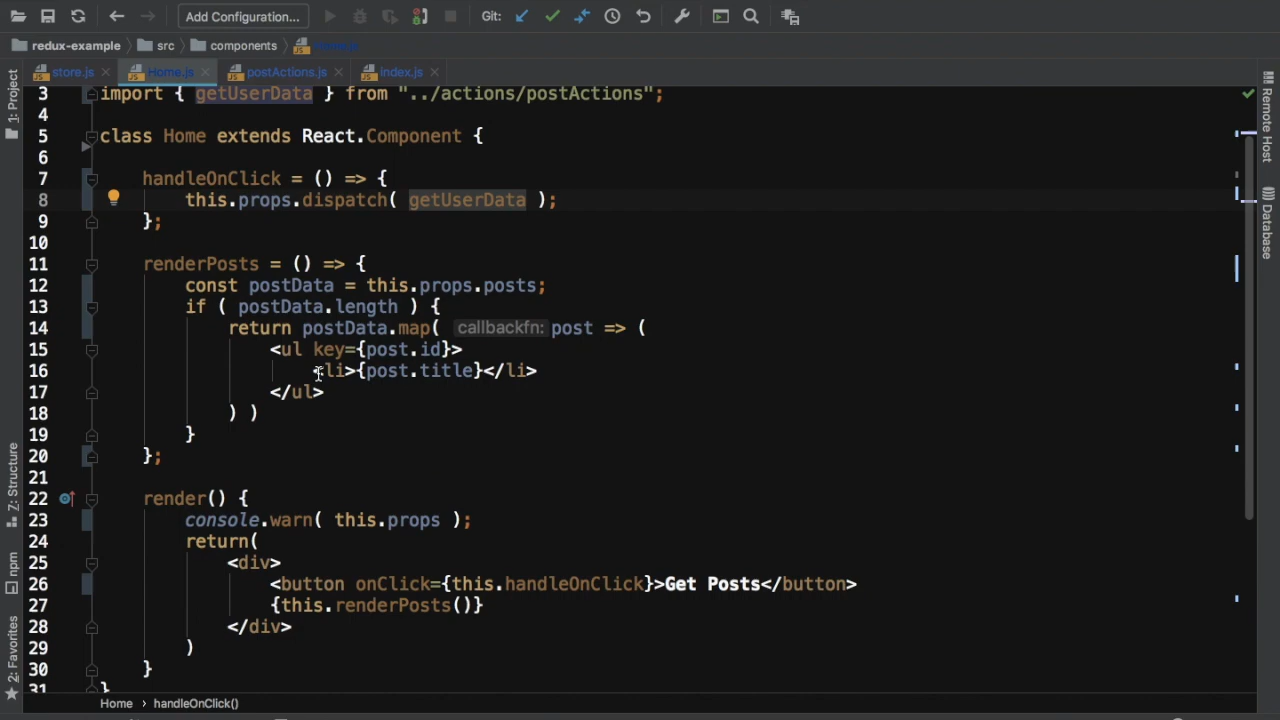 Add Configuration...
Git:
redux-example
src
components
Home.js
store.js
Home.js
postActions.js
index.js
1: Project
Z: Structure
npm
2: Favorites
Remote Host
Database
3 import { getUserData } from "../actions/postActions";
4
5 class Home extends React.Component {
6
7 handleOnClick = () => {
8 this.props.dispatch( getUserData );
9 };
10
11 renderPosts = () => {
12 const postData = this.props.posts;
13 if ( postData.length ) {
14 return postData.map( callbackfn: post => (
15 <ul key={post.id}>
16 <li>{post.title}</li>
17 </ul>
18 ) )
19 }
20 };
21
22 render() {
23 console.warn( this.props );
24 return(
25 <div>
26 <button onClick={this.handleOnClick}>Get Posts</button>
27 {this.renderPosts()}
28 </div>
29 )
30 }
31 }
Home
handleOnClick()